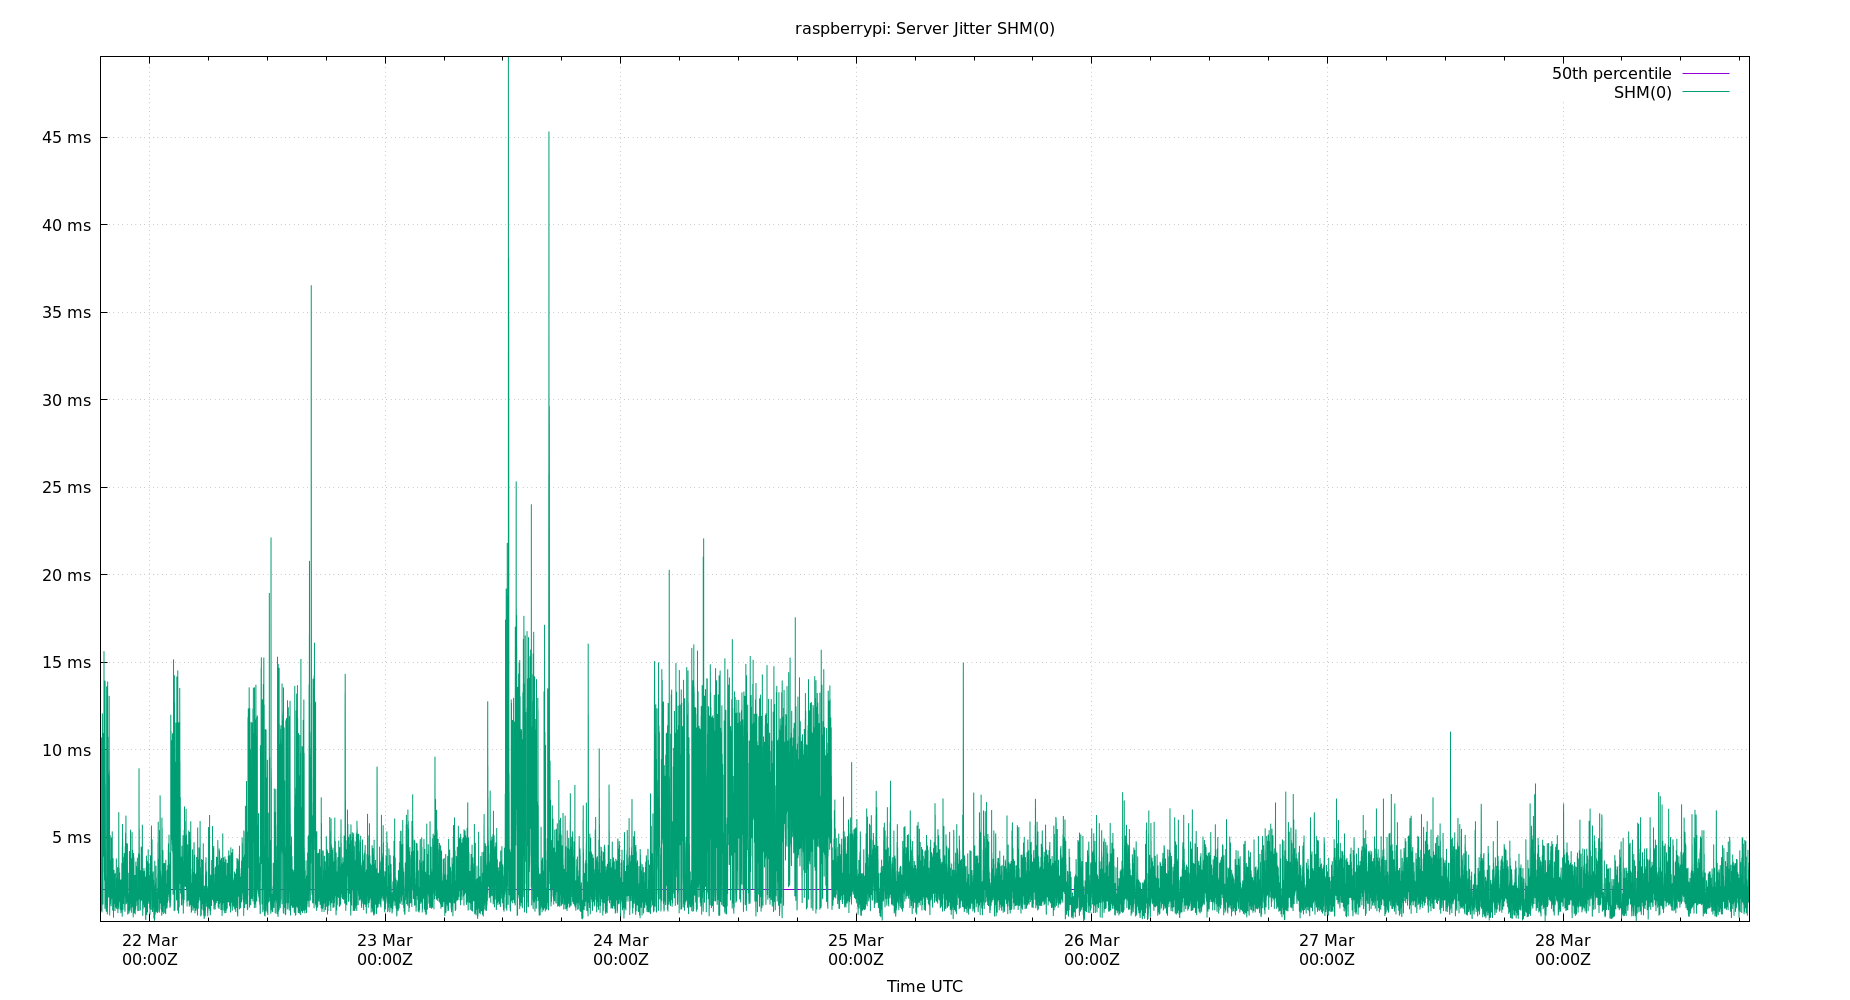 raspberrypi: Server Jitter SHM(0)
50th percentile
SHM(0)
45 ms
40 ms
35 ms
30 ms
25 ms
20 ms
15 ms
10 ms
5 ms
22 Mar 23 Mar 24 Mar 25 Mar 26 Mar 27 Mar 28 Mar
00:00Z 00:00Z 00:00Z 00:00Z 00:00Z 00:00Z 00:00Z
Time UTC